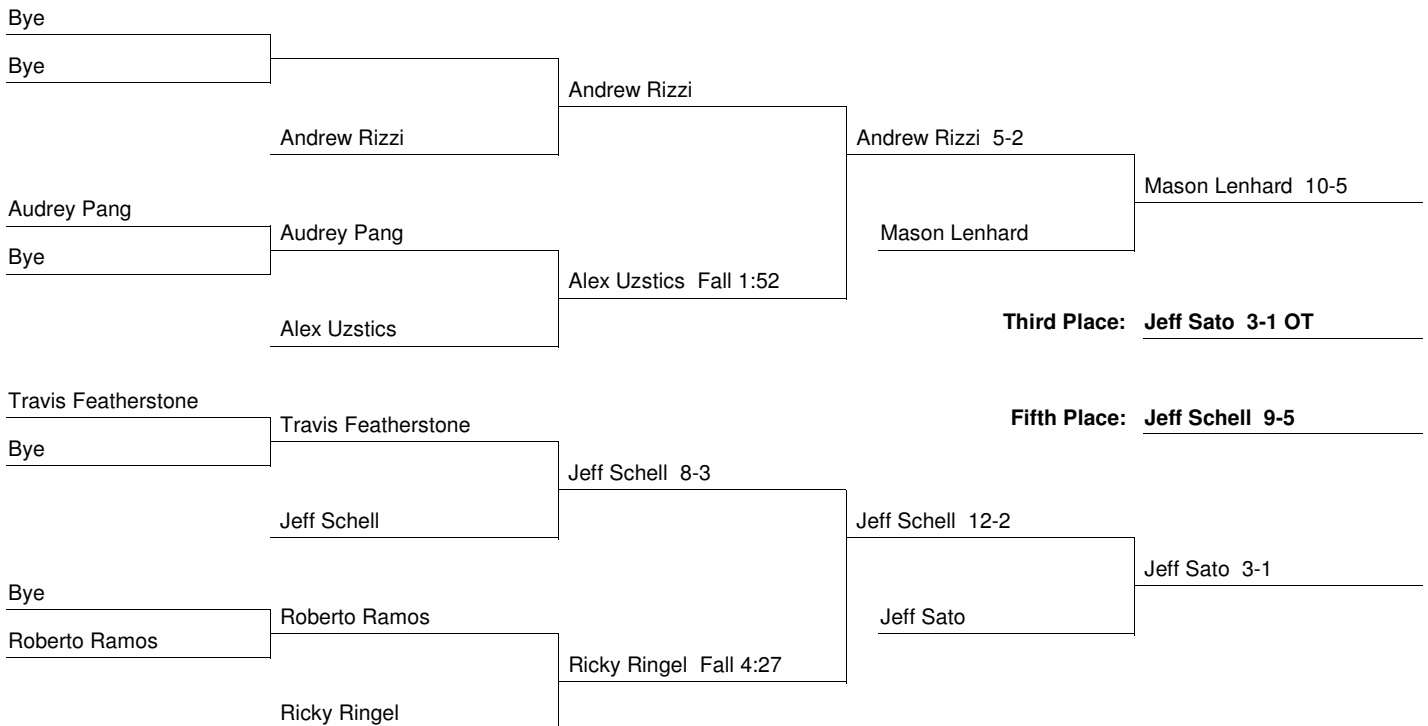 Bye
Bye
Andrew Rizzi
Andrew Rizzi
Andrew Rizzi 5-2
Mason Lenhard 10-5
Audrey Pang
Audrey Pang
Mason Lenhard
Bye
Alex Uzstics Fall 1:52
Alex Uzstics
Third Place: Jeff Sato 3-1 OT
Travis Featherstone
Travis Featherstone
Fifth Place: Jeff Schell 9-5
Bye
Jeff Schell 8-3
Jeff Schell
Jeff Schell 12-2
Jeff Sato 3-1
Bye
Roberto Ramos
Jeff Sato
Roberto Ramos
Ricky Ringel Fall 4:27
Ricky Ringel